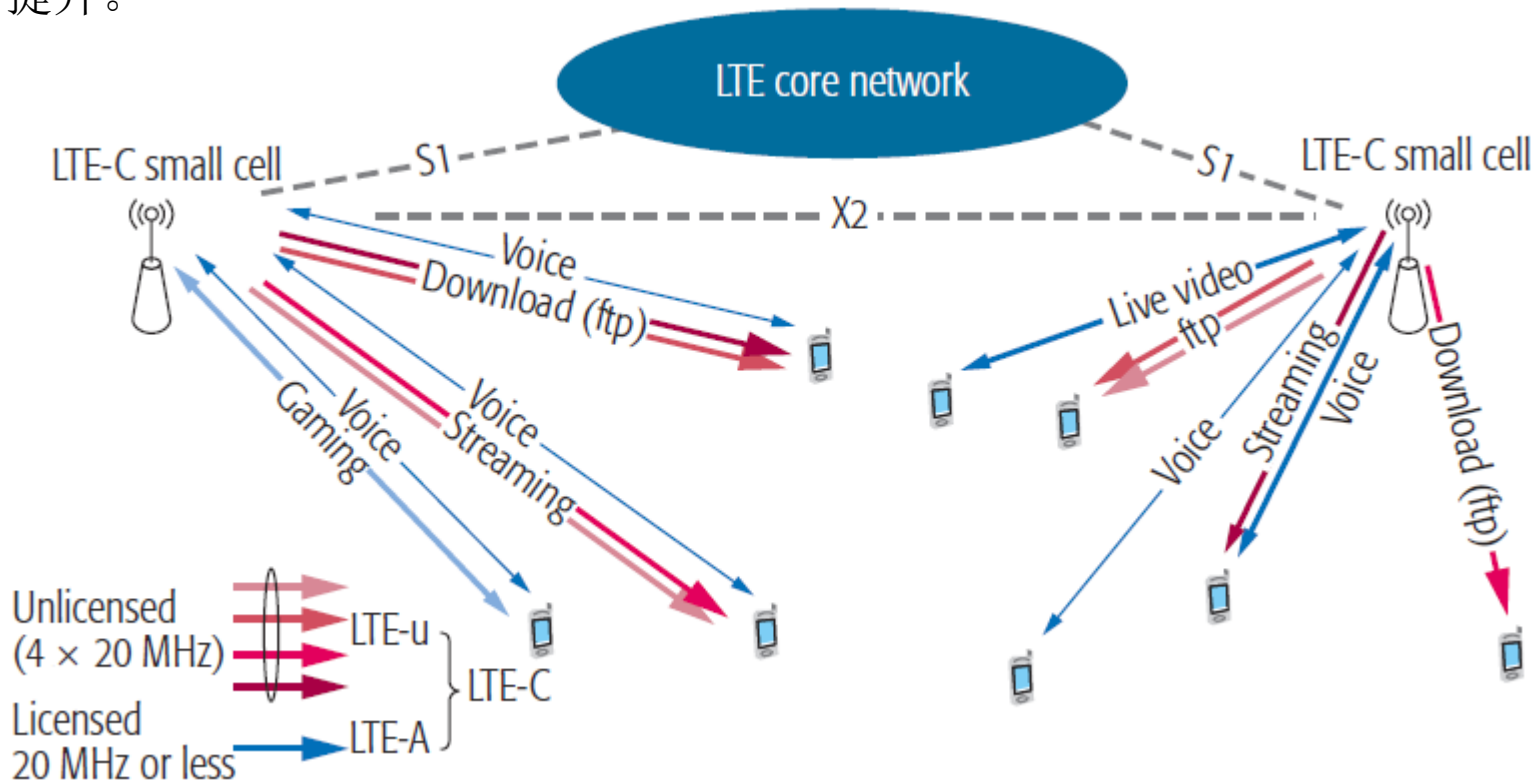 提升。
LTE core network
LTE-C small cell
S1
S1
LTE-C small cell
X2
Voice
Download (ftp)
Live video
ftp
Streaming
Voice
Download (ftp)
Voice
Voice
Streaming
Voice
Gaming
Unlicensed
(4 × 20 MHz)
LTE-u
LTE-C
Licensed
20 MHz or less
LTE-A